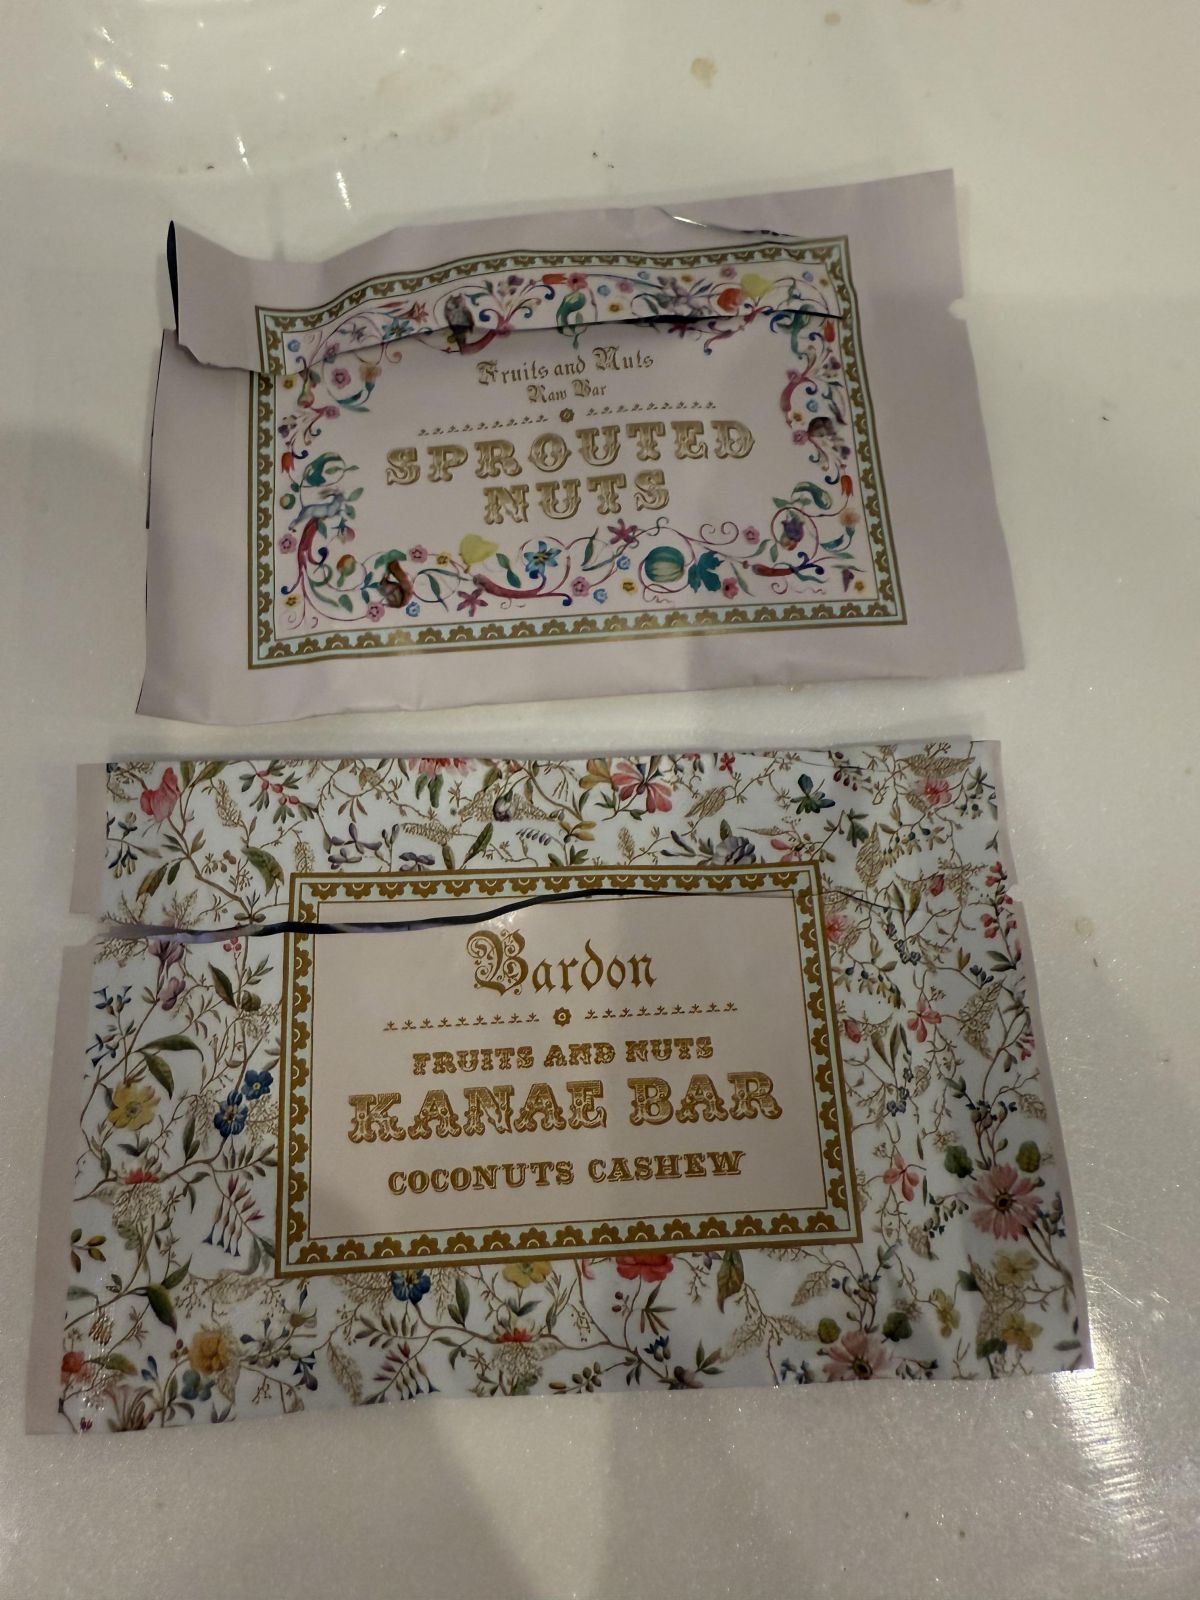 Fruits and Nuts
Raw Bar
SPROUTED
NUTS
Bardon
FRUITS AND NUTS
KANAE BAR
COCONUTS CASHEW